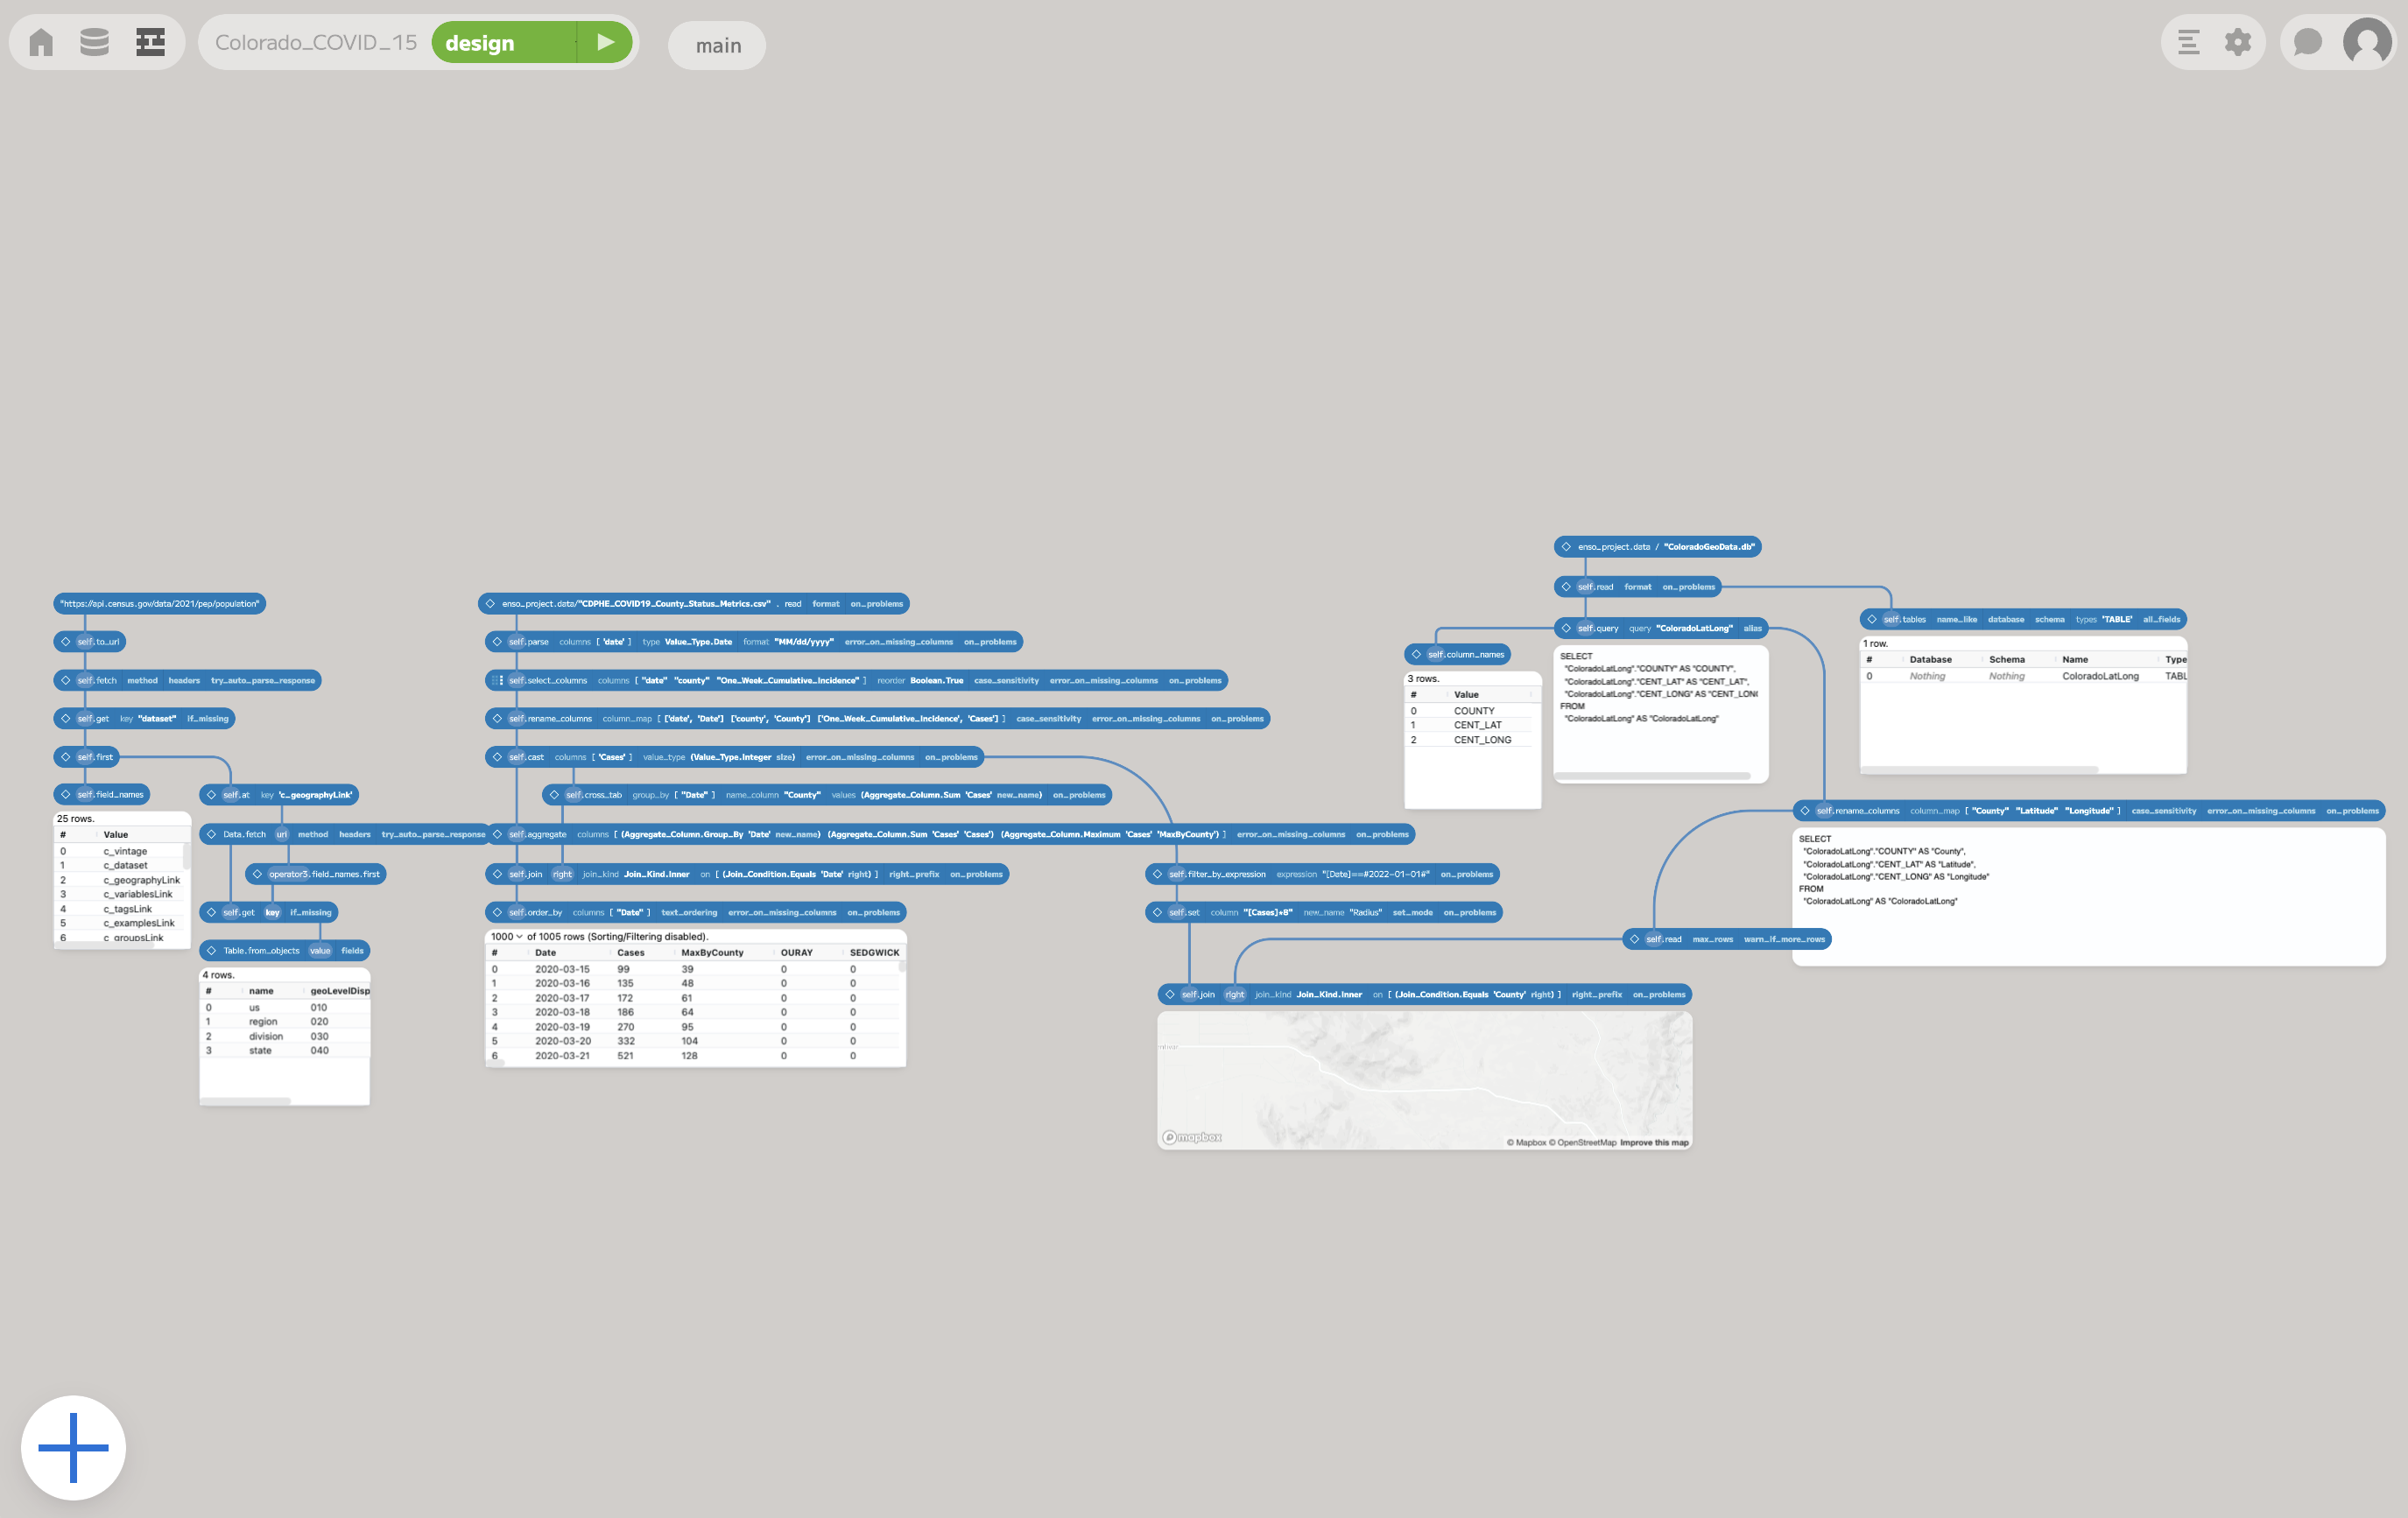 Colorado_COVID_15 design main
"https://api.census.gov/data/2021/pep/population"
self.to_url
self.fetch method headers try_auto_parse_response
self.get key "dataset" if_missing
self.first
self.field_names
25 rows.
# Value
0 c_vintage
1 c_dataset
2 c_geographyLink
3 c_variablesLink
4 c_tagsLink
5 c_examplesLink
6 c_groupsLink
self.at key 'c_geographyLink'
Data.fetch uri method headers try_auto_parse_response
operator3.field_names.first
self.get key if_missing
Table.from_objects value fields
4 rows.
# name geoLevelDisp
0 us 010
1 region 020
2 division 030
3 state 040
enso_project.data/"CDPHE_COVID19_County_Status_Metrics.csv" . read format on_problems
self.parse columns [ 'date' ] type Value_Type.Date format "MM/dd/yyyy" error_on_missing_columns on_problems
self.select_columns columns [ "date" "county" "One_Week_Cumulative_Incidence" ] reorder Boolean.True case_sensitivity error_on_missing_columns on_problems
self.rename_columns column_map [ ['date', 'Date'] ['county', 'County'] ['One_Week_Cumulative_Incidence', 'Cases'] ] case_sensitivity error_on_missing_columns on_problems
self.cast columns [ 'Cases' ] value_type (Value_Type.Integer size) error_on_missing_columns on_problems
self.cross_tab group_by [ "Date" ] name_column "County" values (Aggregate_Column.Sum 'Cases' new_name) on_problems
self.aggregate columns [ (Aggregate_Column.Group_By 'Date' new_name) (Aggregate_Column.Sum 'Cases' 'Cases') (Aggregate_Column.Maximum 'Cases' 'MaxByCounty') ] error_on_missing_columns on_problems
self.join right join_kind Join_Kind.Inner on [ (Join_Condition.Equals 'Date' right) ] right_prefix on_problems
self.order_by columns [ "Date" ] text_ordering error_on_missing_columns on_problems
1000 of 1005 rows (Sorting/Filtering disabled).
# Date Cases MaxByCounty OURAY SEDGWICK
0 2020-03-15 99 39 0 0
1 2020-03-16 135 48 0 0
2 2020-03-17 172 61 0 0
3 2020-03-18 186 64 0 0
4 2020-03-19 270 95 0 0
5 2020-03-20 332 104 0 0
6 2020-03-21 521 128 0 0
self.filter_by_expression expression "[Date]==#2022-01-01#" on_problems
self.set column "[Cases]*8" new_name "Radius" set_mode on_problems
self.join right join_kind Join_Kind.Inner on [ (Join_Condition.Equals 'County' right) ] right_prefix on_problems
mapbox
© Mapbox © OpenStreetMap Improve this map
enso_project.data / "ColoradoGeoData.db"
self.read format on_problems
self.query query "ColoradoLatLong" alias
SELECT
"ColoradoLatLong"."COUNTY" AS "COUNTY",
"ColoradoLatLong"."CENT_LAT" AS "CENT_LAT",
"ColoradoLatLong"."CENT_LONG" AS "CENT_LONG
FROM
"ColoradoLatLong" AS "ColoradoLatLong"
self.column_names
3 rows.
# Value
0 COUNTY
1 CENT_LAT
2 CENT_LONG
self.tables name_like database schema types 'TABLE' all_fields
1 row.
# Database Schema Name Type
0 Nothing Nothing ColoradoLatLong TABL
self.rename_columns column_map [ "County" "Latitude" "Longitude" ] case_sensitivity error_on_missing_columns on_problems
SELECT
"ColoradoLatLong"."COUNTY" AS "County",
"ColoradoLatLong"."CENT_LAT" AS "Latitude",
"ColoradoLatLong"."CENT_LONG" AS "Longitude"
FROM
"ColoradoLatLong" AS "ColoradoLatLong"
self.read max_rows warn_if_more_rows